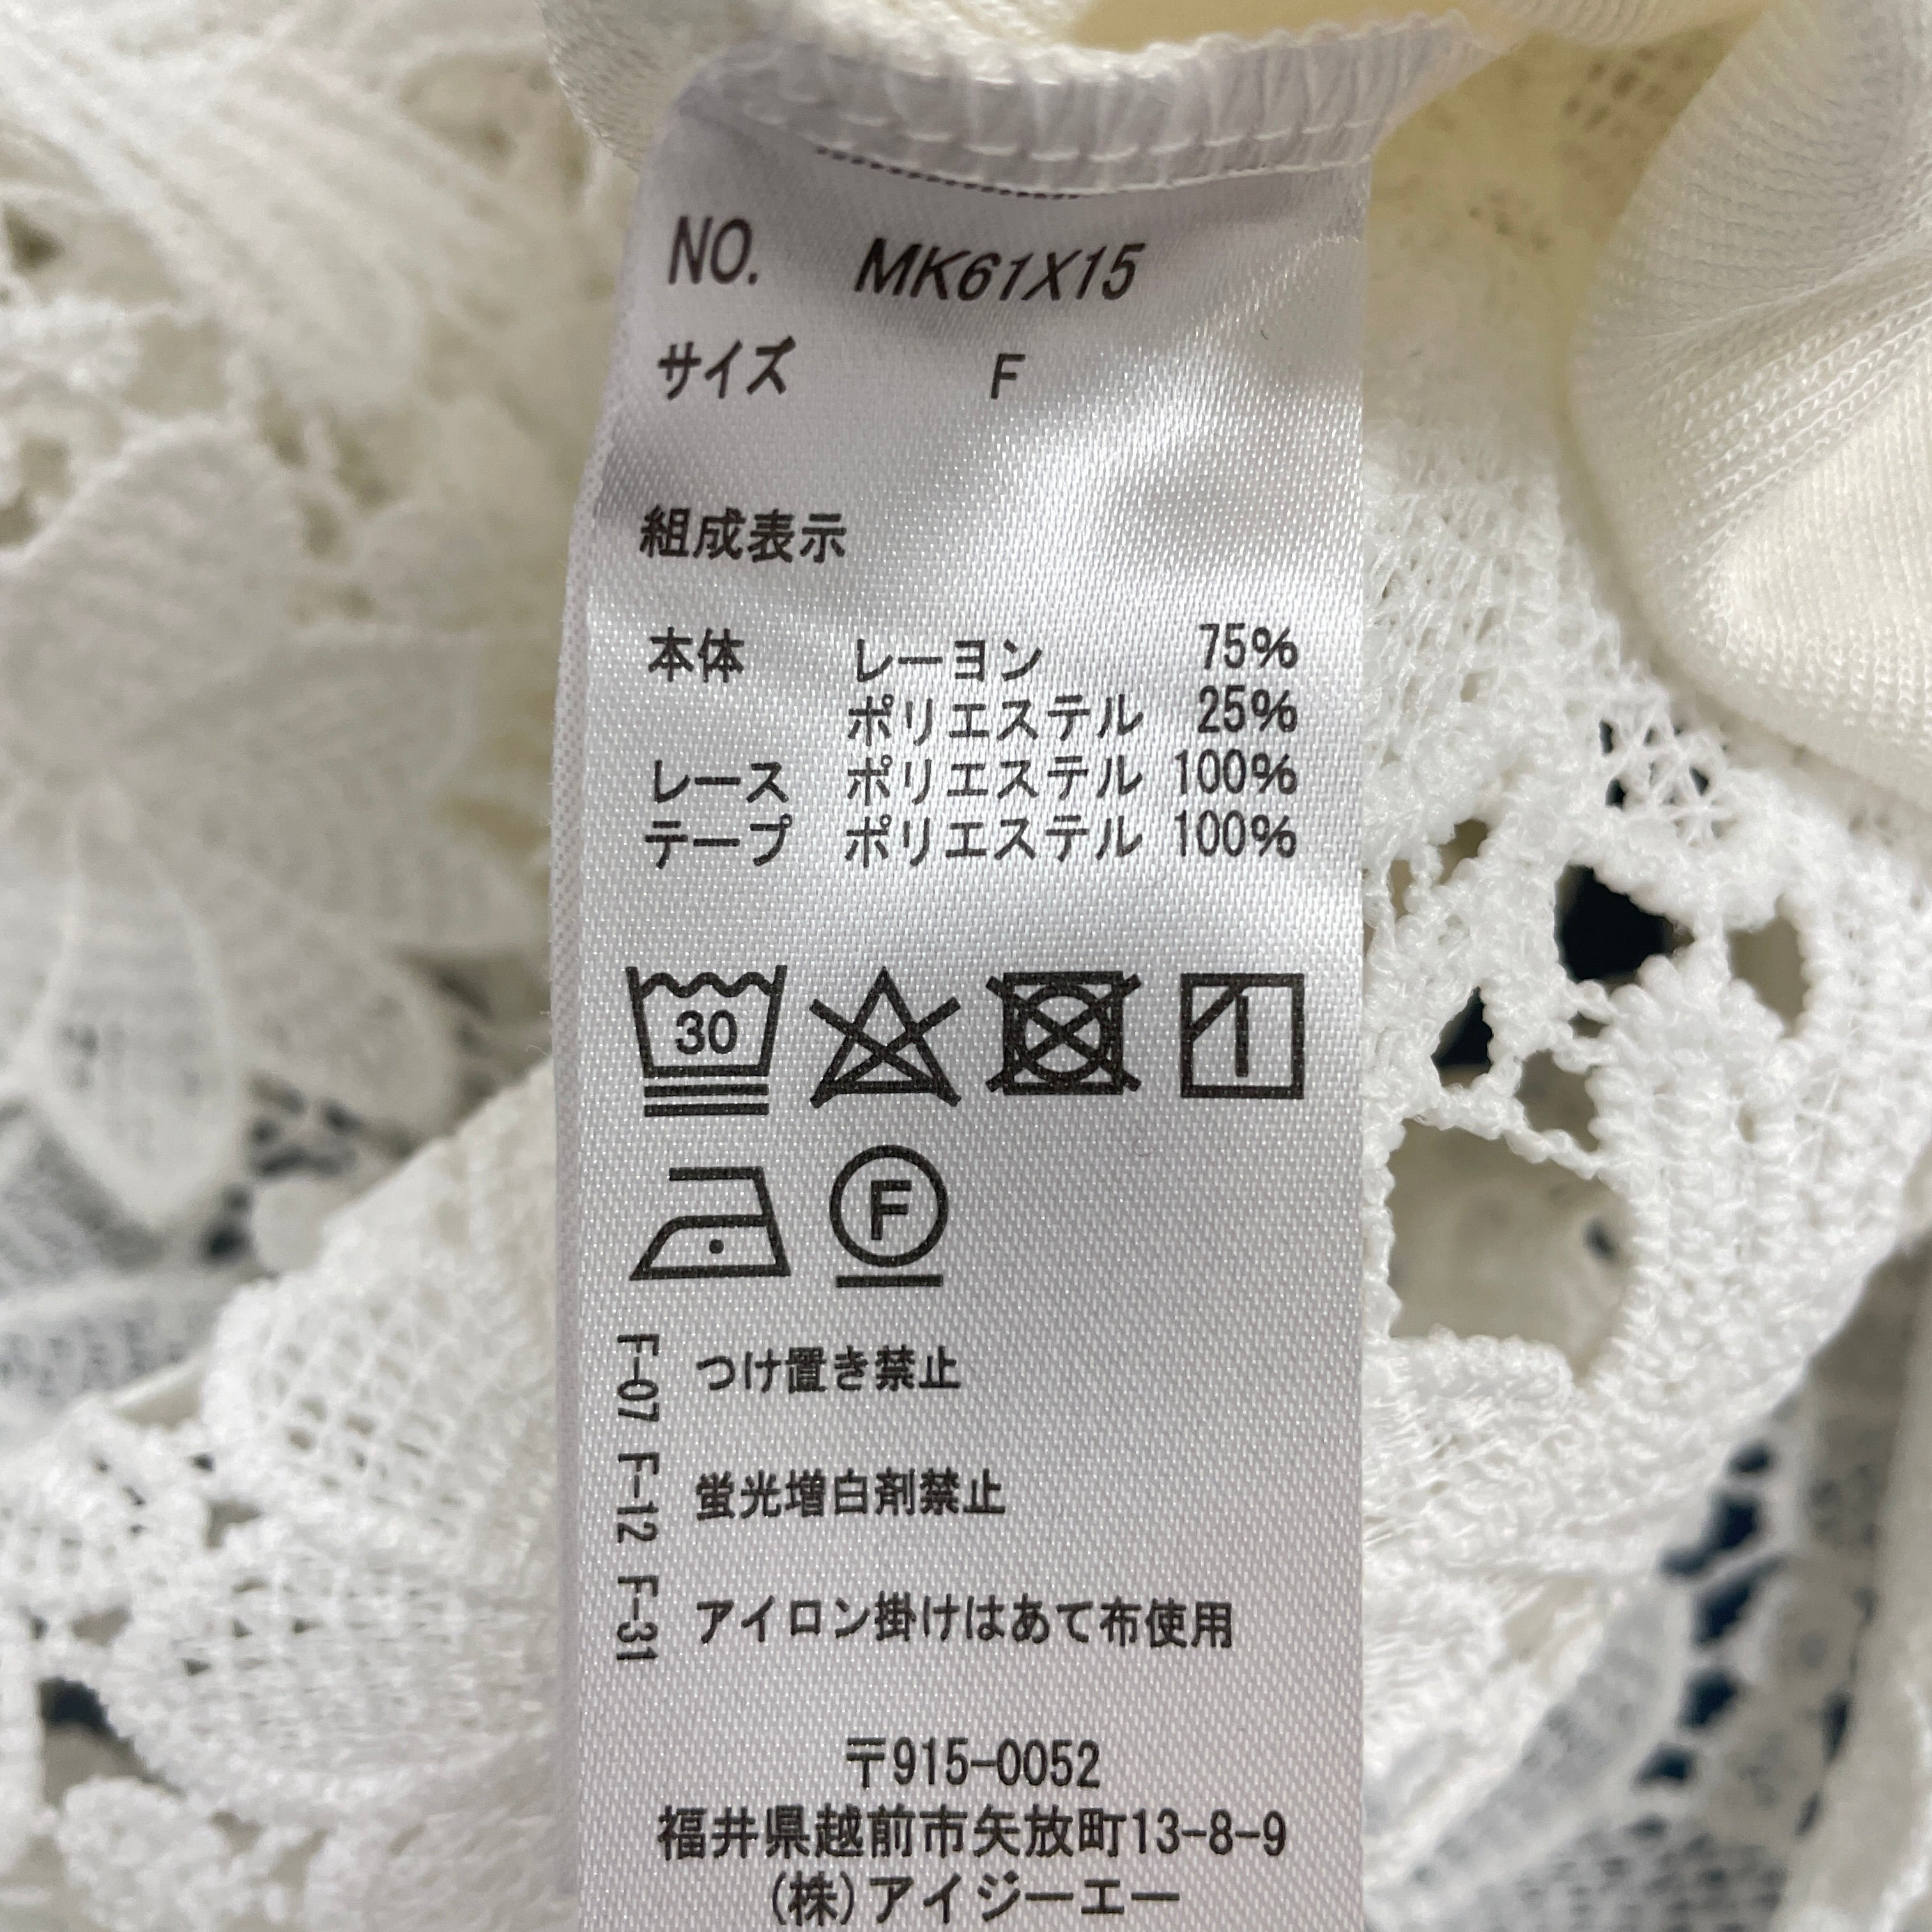 NO. MK61X15
サイズ F
組成表示
本体 レーヨン 75%
ポリエステル 25%
レース ポリエステル 100%
テープ ポリエステル 100%
30
F
F-07 F-12 F-31
つけ置き禁止
蛍光増白剤禁止
アイロン掛けはあて布使用
〒915-0052
福井県越前市矢放町13-8-9
(株)アイジーエー